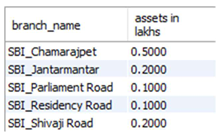 branch_name assets in
lakhs
SBI_Chamarajpet 0.5000
SBI_Jantarmantar 0.2000
SBI_Parliament Road 0.1000
SBI_Residency Road 0.1000
SBI_Shivaji Road 0.2000